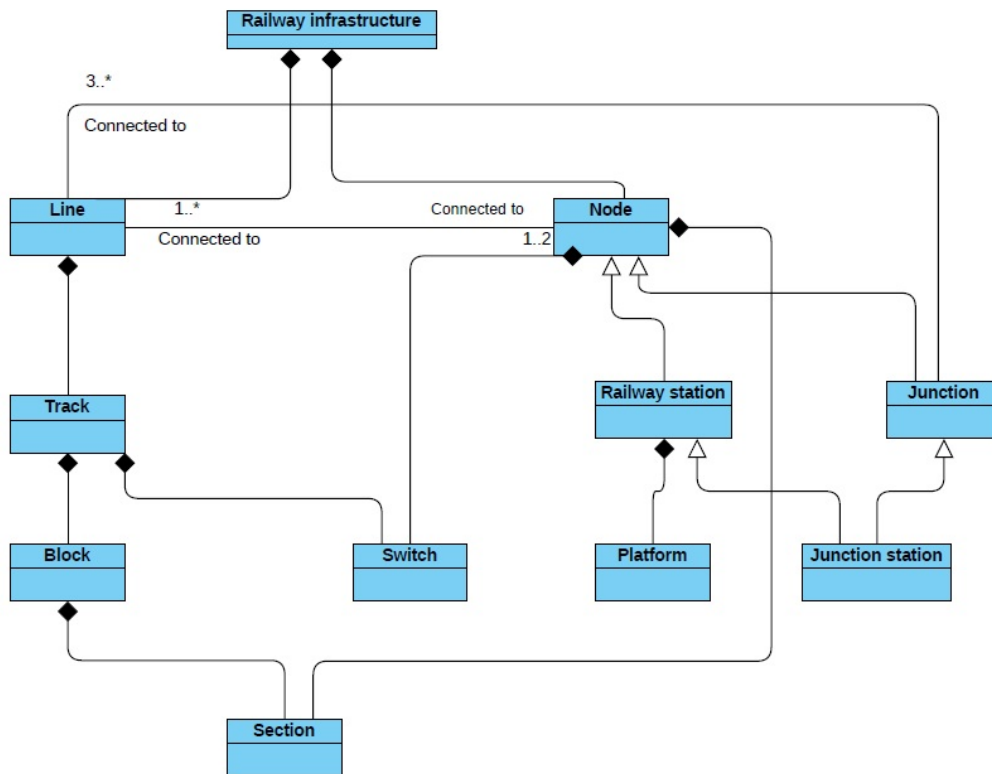 Railway infrastructure
3..*
Connected to
Line
1..*
Connected to
Node
Connected to
1..2
Track
Railway station
Junction
Block
Switch
Platform
Junction station
Section